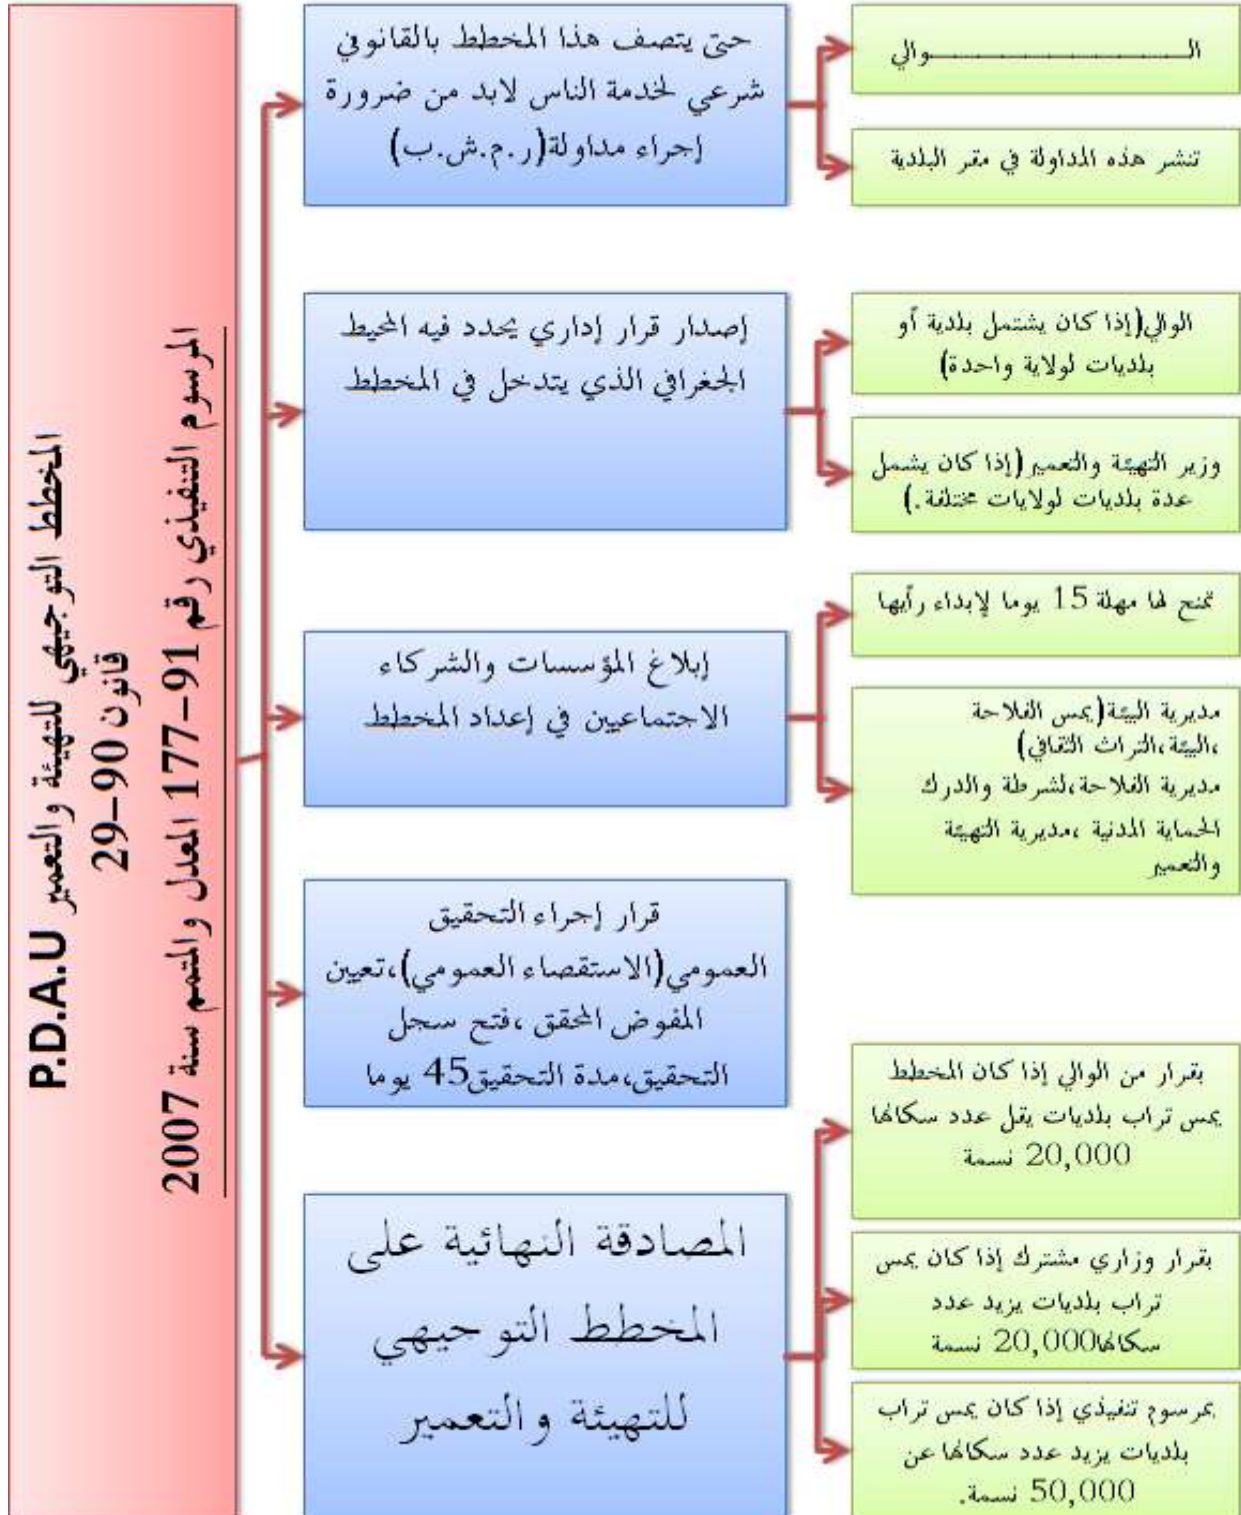 المخطط التوجيهي للتهيئة والتعمير P.D.A.U
قانون 90-29
المرسوم التنفيذي رقم 91-177 المعدل والمتمم سنة 2007
حتى يتصف هذا المخطط بالقانوني
شرعي لخدمة الناس لابد من ضرورة
إجراء مداولة(ر.م.ش.ب)
الـــــــــــــــــــــوالي
تنشر هذه المداولة في مقر البلدية
إصدار قرار إداري يحدد فيه المحيط
الجغرافي الذي يتدخل في المخطط
الوالي(إذا كان يشتمل بلدية أو
بلديات لولاية واحدة)
وزير التهيئة والتعمير(إذا كان يشمل
عدة بلديات لولايات مختلفة.)
إبلاغ المؤسسات والشركاء
الاجتماعيين في إعداد المخطط
تمنح لها مهلة 15 يوما لإبداء رأيها
مديرية البيئة(يمس الفلاحة
،البيئة،التراث الثقافي)
مديرية الفلاحة،لشرطة والدرك
الحماية المدنية ،مديرية التهيئة
والتعمير
قرار إجراء التحقيق
العمومي(الاستقصاء العمومي)،تعيين
المفوض المحقق ،فتح سجل
التحقيق،مدة التحقيق45 يوما
المصادقة النهائية على
المخطط التوحيهي
للتهيئة والتعمير
بقرار من الوالي إذا كان المخطط
يمس تراب بلديات يقل عدد سكانها
20,000 نسمة
بقرار وزاري مشترك إذا كان يمس
تراب بلديات يزيد عدد
سكانها20,000 نسمة
بمرسوم تنفيذي إذا كان يمس تراب
بلديات يزيد عدد سكانها عن
50,000 نسمة.